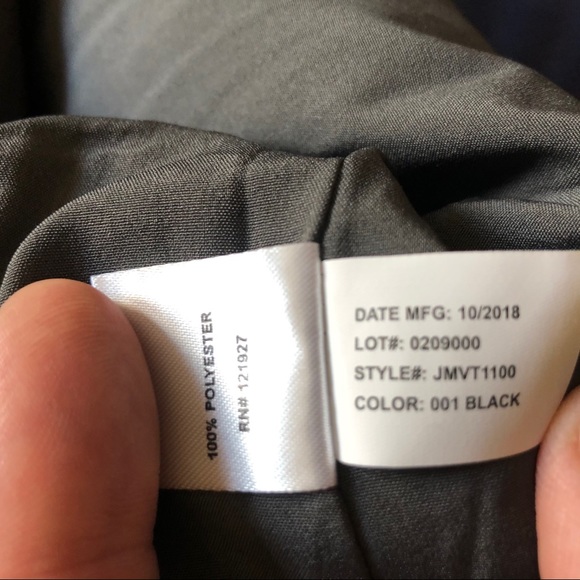 100% POLYESTER
RN# 121927
DATE MFG: 10/2018
LOT#: 0209000
STYLE#: JMVT1100
COLOR: 001 BLACK